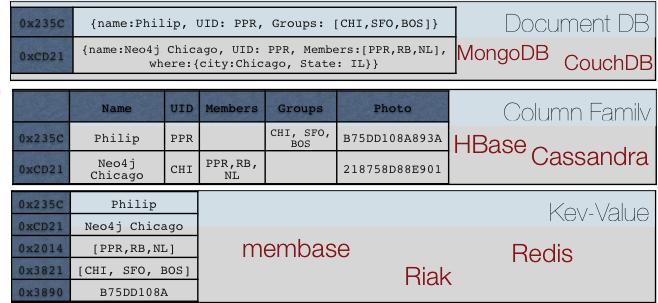 0x235C {name:Philip, UID: PPR, Groups: [CHI,SFO,BOS]} Document DB
0xCD21 {name:Neo4j Chicago, UID: PPR, Members:[PPR,RB,NL],
where:{city:Chicago, State: IL}}
MongoDB CouchDB
Name UID Members Groups Photo Column Family
0x235C Philip PPR CHI, SFO,
BOS B75DD108A893A
HBase Cassandra
0xCD21 Neo4j
Chicago CHI PPR,RB,
NL 218758D88E901
0x235C Philip Key-Value
0xCD21 Neo4j Chicago
0x2014 [PPR,RB,NL] membase Redis
0x3821 [CHI, SFO, BOS] Riak
0x3890 B75DD108A